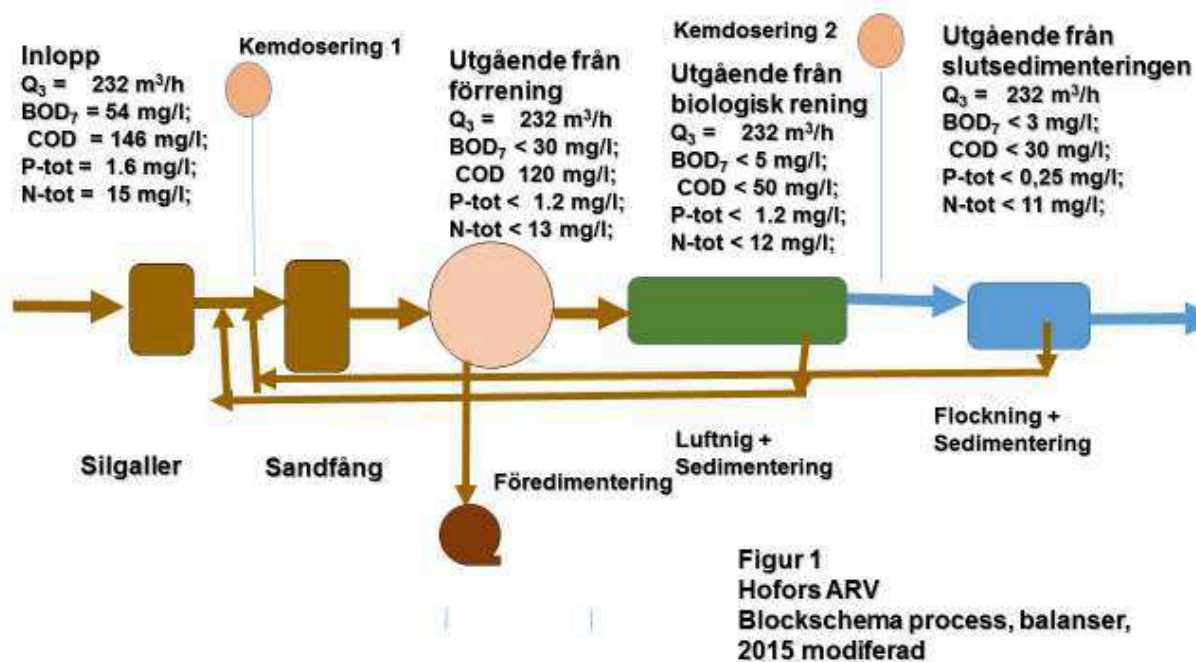 Inlopp
Q₃ = 232 m³/h
BOD₇ = 54 mg/l;
COD = 146 mg/l;
P-tot = 1.6 mg/l;
N-tot = 15 mg/l;
Kemdosering 1
Utgående från
förrening
Q₃ = 232 m³/h
BOD₇ < 30 mg/l;
COD 120 mg/l;
P-tot < 1.2 mg/l;
N-tot < 13 mg/l;
Kemdosering 2
Utgående från
biologisk rening
Q₃ = 232 m³/h
BOD₇ < 5 mg/l;
COD < 50 mg/l;
P-tot < 1.2 mg/l;
N-tot < 12 mg/l;
Utgående från
slutsedimenteringen
Q₃ = 232 m³/h
BOD₇ < 3 mg/l;
COD < 30 mg/l;
P-tot < 0,25 mg/l;
N-tot < 11 mg/l;
Silgaller
Sandfång
Föredimentering
Luftnig +
Sedimentering
Flockning +
Sedimentering
Figur 1
Hofors ARV
Blockschema process, balanser,
2015 modiferad